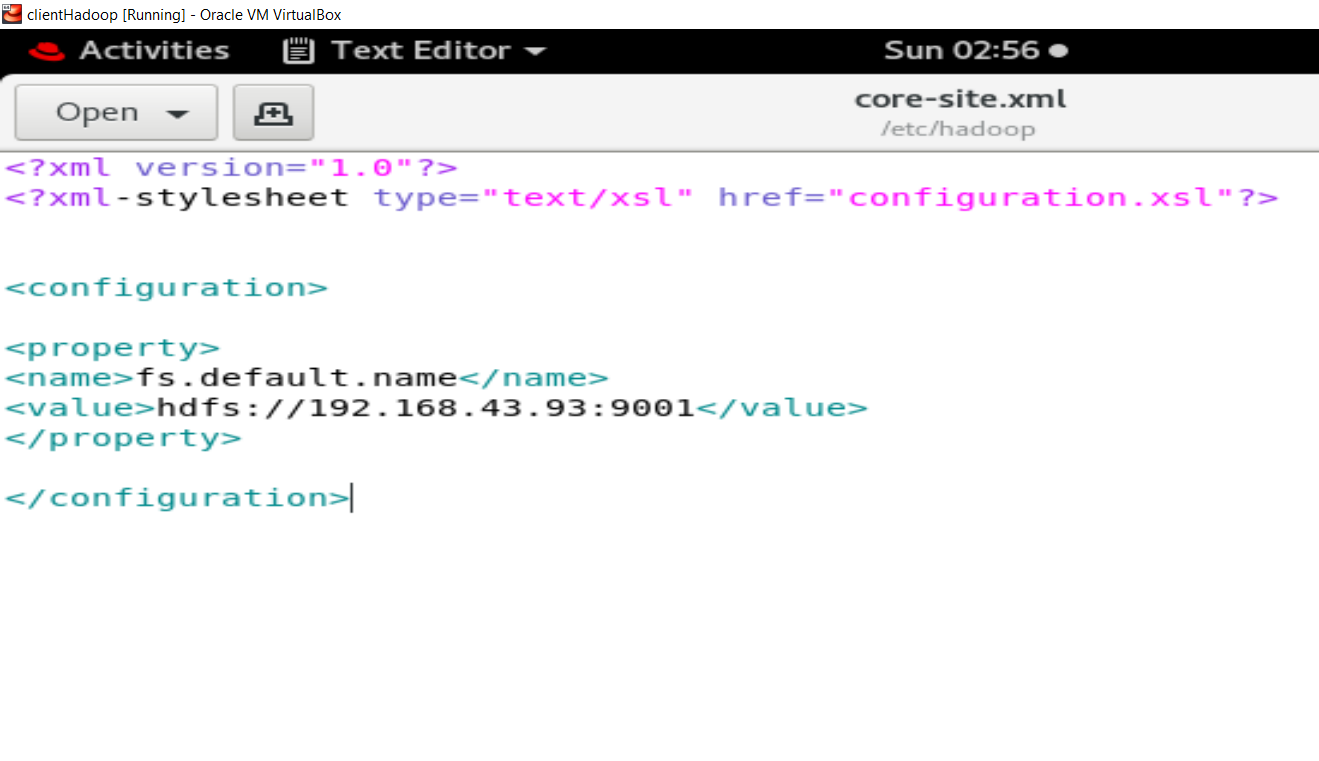 clientHadoop [Running] - Oracle VM VirtualBox
Activities Text Editor Sun 02:56
Open core-site.xml
/etc/hadoop
<?xml version="1.0"?>
<?xml-stylesheet type="text/xsl" href="configuration.xsl"?>
<configuration>
<property>
<name>fs.default.name</name>
<value>hdfs://192.168.43.93:9001</value>
</property>
</configuration>